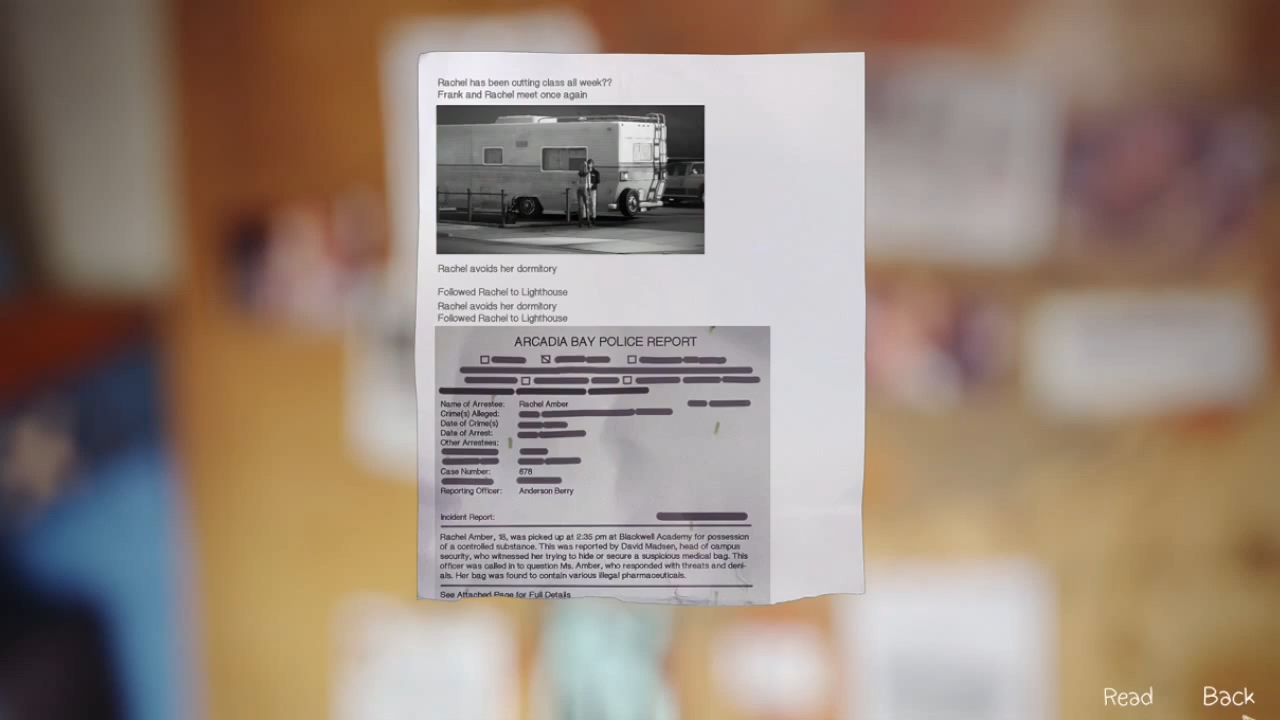 Rachel has been cutting class all week??
Frank and Rachel meet once again
Rachel avoids her dormitory
Followed Rachel to Lighthouse
Rachel avoids her dormitory
Followed Rachel to Lighthouse
ARCADIA BAY POLICE REPORT
Name of Arrestee: Rachel Amber
Crime(s) Alleged:
Date of Crime(s)
Date of Arrest:
Other Arrestees:
Case Number: 678
Reporting Officer: Anderson Berry
Incident Report:
Rachel Amber, 18, was picked up at 2:35 pm at Blackwell Academy for possession
of a controlled substance. This was reported by David Madsen, head of campus
security, who witnessed her trying to hide or secure a suspicious medical bag. This
officer was called in to question Ms. Amber, who responded with threats and deni-
als. Her bag was found to contain various illegal pharmaceuticals.
See Attached Page for Full Details
Read Back